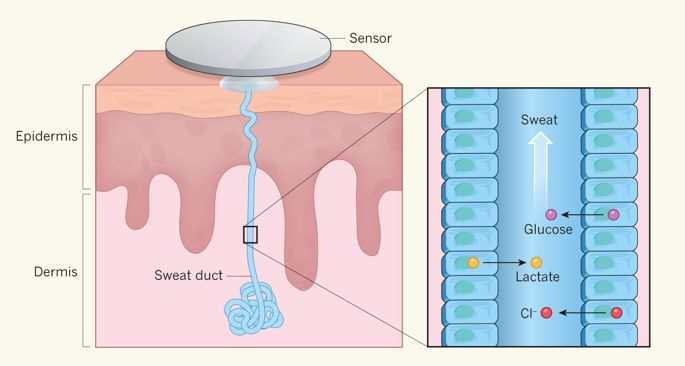 Sensor
Epidermis
Dermis
Sweat duct
Sweat
Glucose
Lactate
Cl⁻